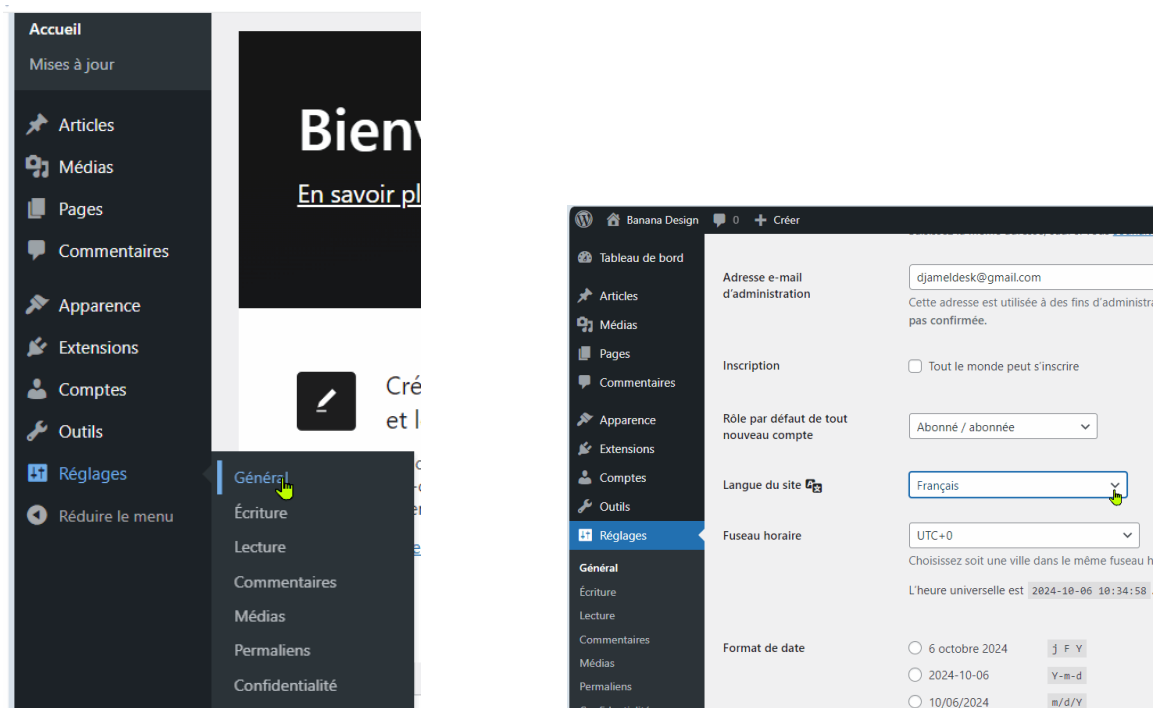 Accueil
Mises à jour
Articles
Médias
Pages
Commentaires
Apparence
Extensions
Comptes
Outils
Réglages
Réduire le menu
En savoir
Général
Écriture
Lecture
Commentaires
Médias
Permaliens
Confidentialité
et
Banana Design
0
Créer
Tableau de bord
Articles
Médias
Pages
Commentaires
Apparence
Extensions
Comptes
Outils
Réglages
Général
Écriture
Lecture
Commentaires
Médias
Permaliens
Adresse e-mail
d'administration
djameldesk@gmail.com
Cette adresse est utilisée à des fins
pas confirmée.
Inscription
Tout le monde peut s'inscrire
Rôle par défaut de tout
nouveau compte
Abonné / abonnée
Langue du site
Français
Fuseau horaire
UTC+0
Choisissez soit une ville dans le même fuseau
L'heure universelle est 2024-10-06 10:34:58 .
Format de date
6 octobre 2024 j F Y
2024-10-06 Y-m-d
10/06/2024 m/d/Y